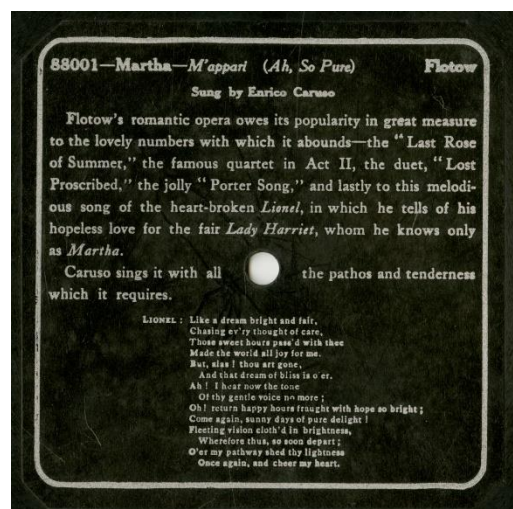 88001—Martha—M'appari (Ah, So Pure) Flotow
Sung by Enrico Caruso
Flotow's romantic opera owes its popularity in great measure
to the lovely numbers with which it abounds—the "Last Rose
of Summer," the famous quartet in Act II, the duet, "Lost
Proscribed," the jolly "Porter Song," and lastly to this melodi-
ous song of the heart-broken Lionel, in which he tells of his
hopeless love for the fair Lady Harriet, whom he knows only
as Martha.
Caruso sings it with all the pathos and tenderness
which it requires.
LIONEL : Like a dream bright and fair,
Chasing ev'ry thought of care,
Those sweet hours pass'd with thee
Made the world all joy for me.
But, alas ! thou art gone,
And that dream of bliss is o'er.
Ah ! I hear now the tone
Of thy gentle voice no more ;
Oh ! return happy hours fraught with hope so bright ;
Come again, sunny days of pure delight !
Fleeting vision cloth'd in brightness,
Wherefore thus, so soon depart ;
O'er my pathway shed thy lightness
Once again, and cheer my heart.